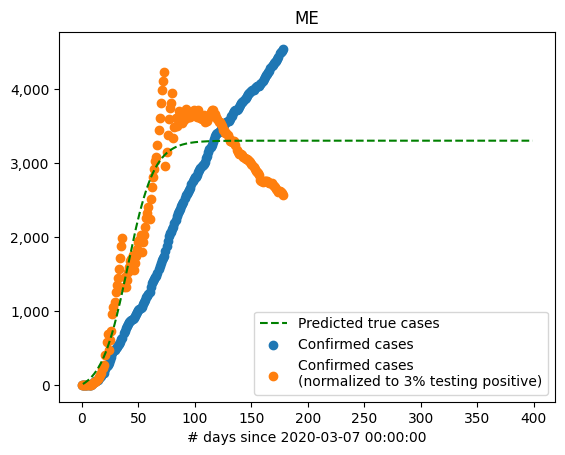 ME
4,000
3,000
2,000
1,000
0
Predicted true cases
Confirmed cases
Confirmed cases
(normalized to 3% testing positive)
0 50 100 150 200 250 300 350 400
# days since 2020-03-07 00:00:00